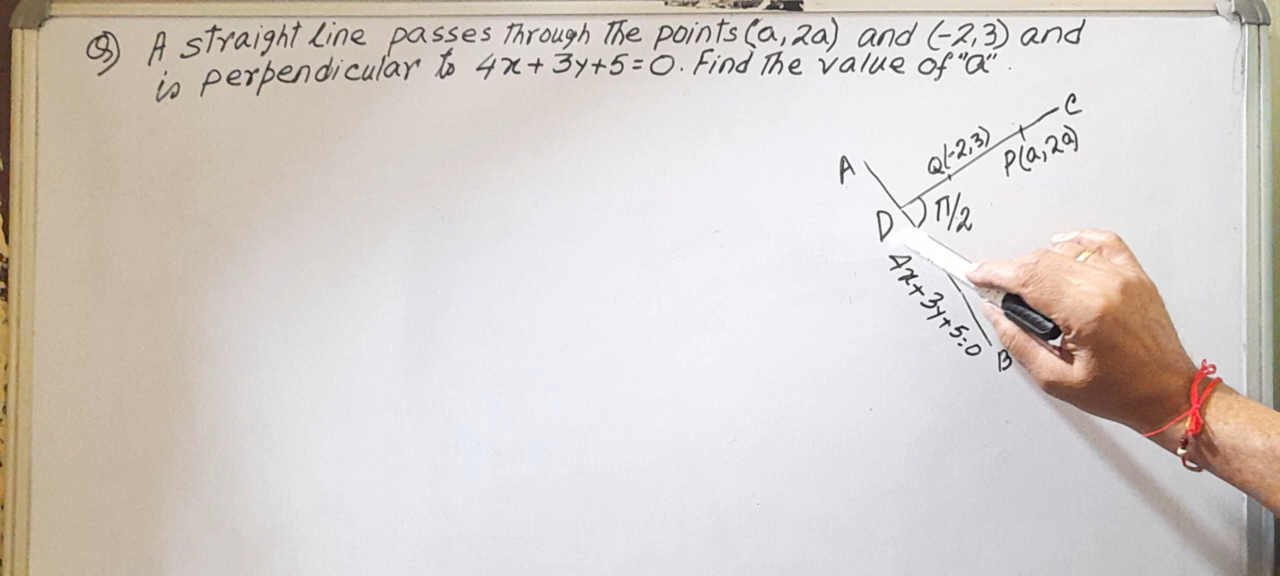 Q) A straight line passes through the points (a, 2a) and (-2,3) and
is perpendicular to 4x+3y+5=0. Find the value of "a".
C
Q(-2,3)
P(a,2a)
A
π/2
D
4x+3y+5=0
B